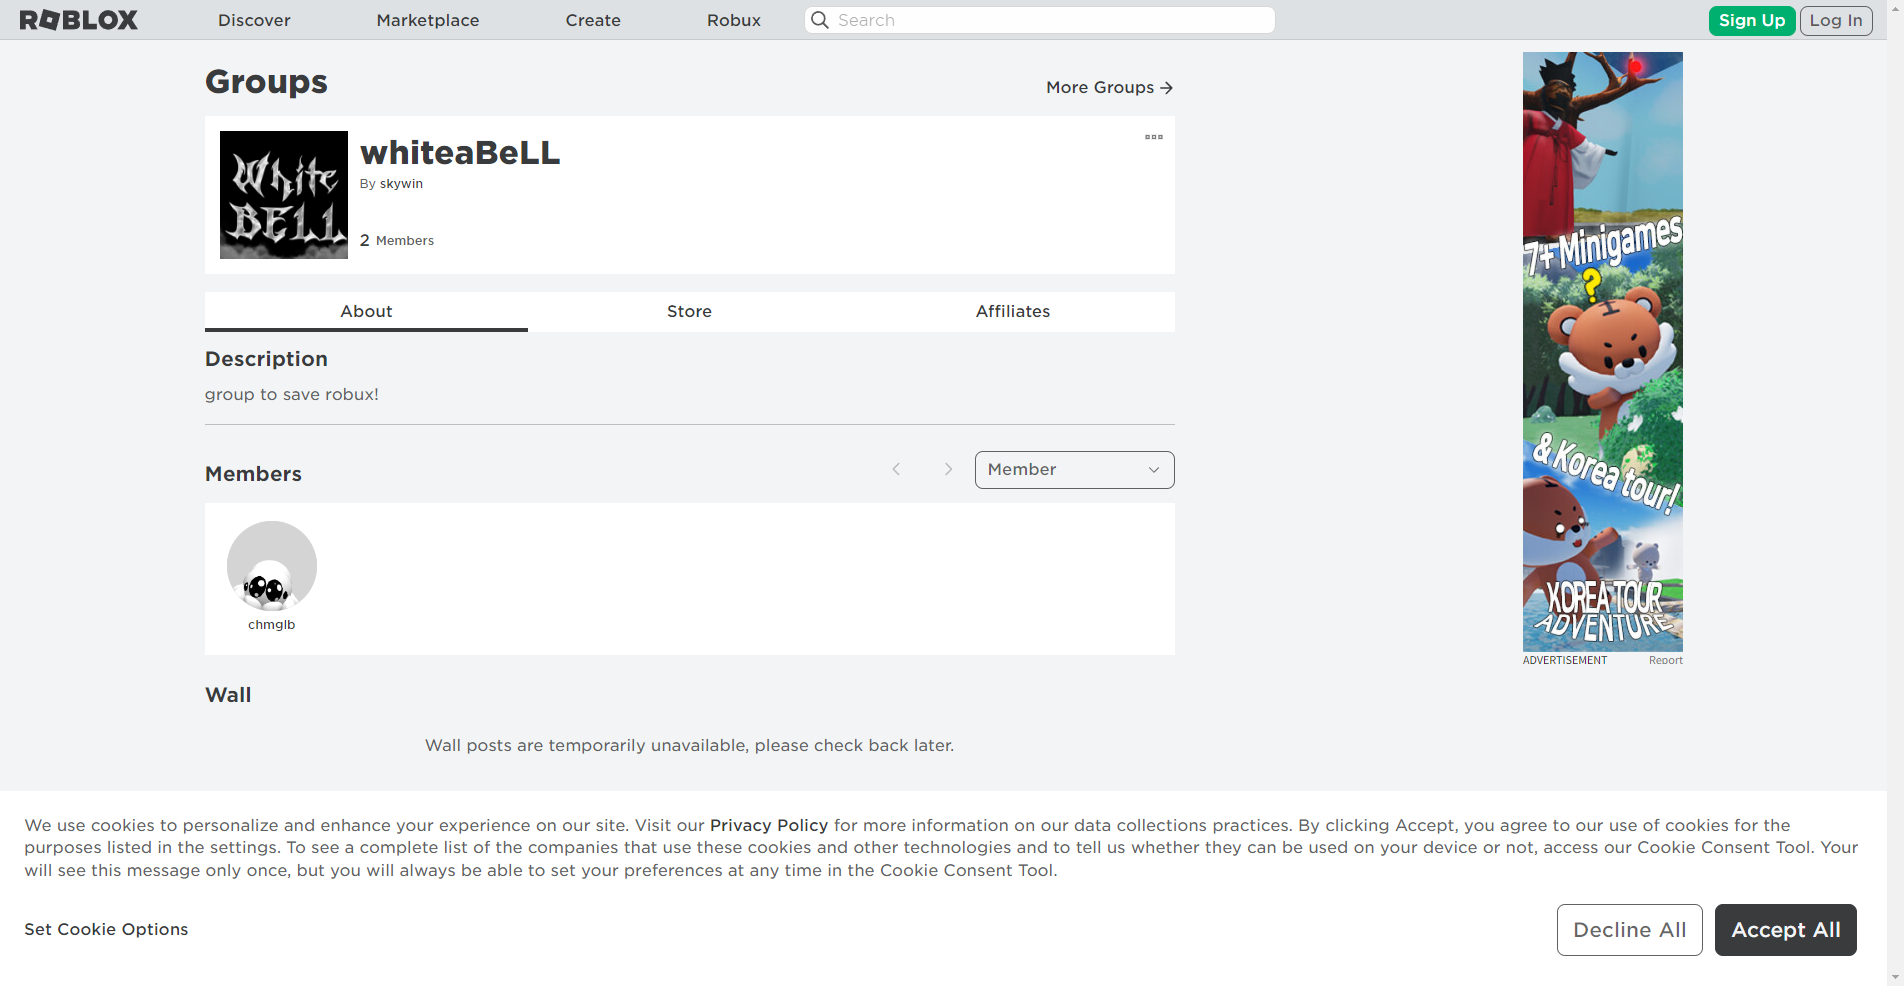 ROBLOX
Discover
Marketplace
Create
Robux
Search
Sign Up
Log In
Groups
More Groups
White
BELL
whiteaBeLL
By skywin
2 Members
About
Store
Affiliates
Description
group to save robux!
Members
Member
chmglb
Wall
Wall posts are temporarily unavailable, please check back later.
7+ Minigames
?
& Korea tour!
KOREA TOUR
ADVENTURE
ADVERTISEMENT
Report
We use cookies to personalize and enhance your experience on our site. Visit our Privacy Policy for more information on our data collections practices. By clicking Accept, you agree to our use of cookies for the
purposes listed in the settings. To see a complete list of the companies that use these cookies and other technologies and to tell us whether they can be used on your device or not, access our Cookie Consent Tool. Your
will see this message only once, but you will always be able to set your preferences at any time in the Cookie Consent Tool.
Set Cookie Options
Decline All
Accept All